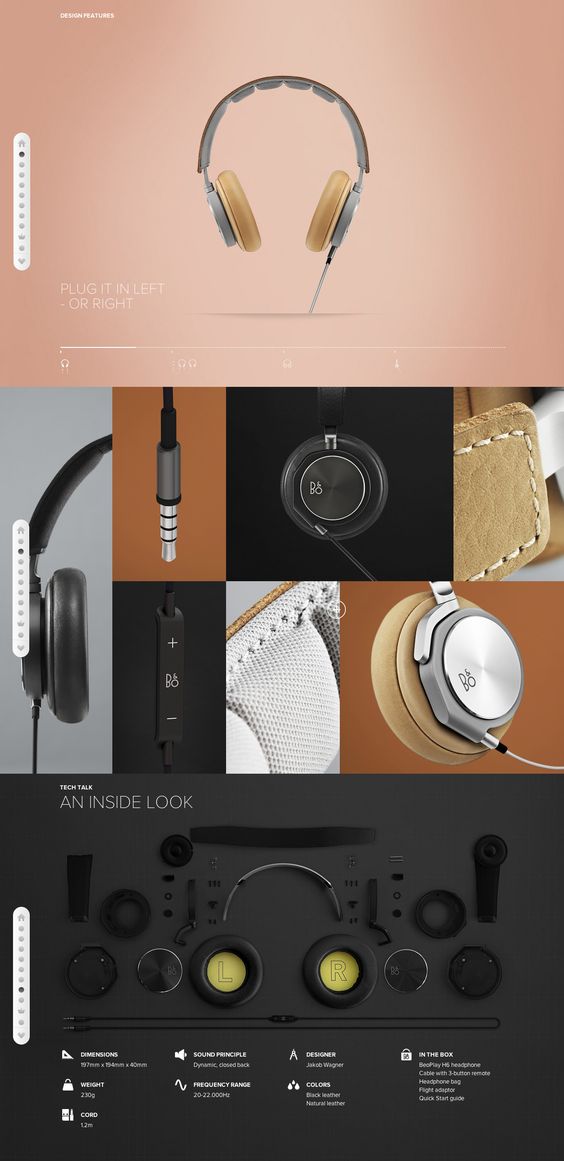 DESIGN FEATURES
PLUG IT IN LEFT
- OR RIGHT
B&O
+
B&O
–
B&O
TECH TALK
AN INSIDE LOOK
B&O
L
R
B&O
DIMENSIONS
197mm x 194mm x 40mm
WEIGHT
230g
CORD
1,2m
SOUND PRINCIPLE
Dynamic, closed back
FREQUENCY RANGE
20-22.000Hz
DESIGNER
Jakob Wagner
COLORS
Black leather
Natural leather
IN THE BOX
BeoPlay H6 headphone
Cable with 3-button remote
Headphone bag
Flight adaptor
Quick Start guide